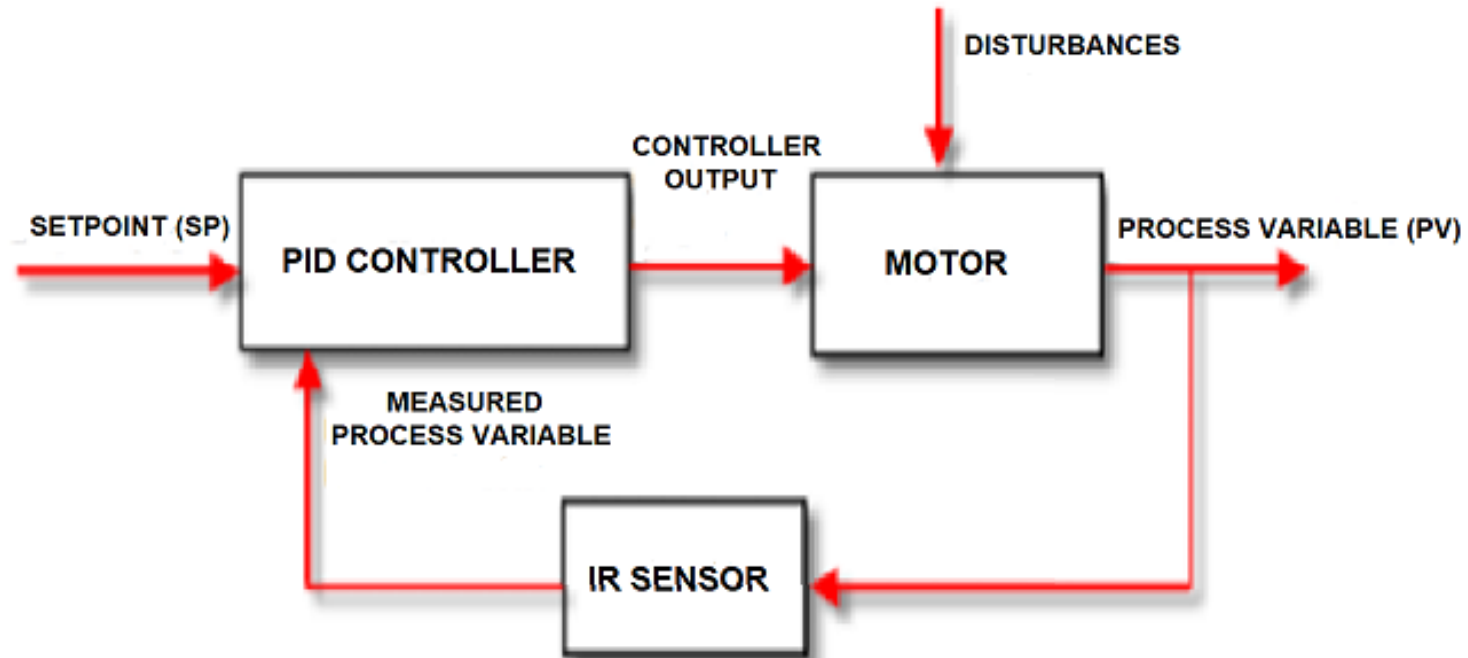 DISTURBANCES
CONTROLLER
OUTPUT
SETPOINT (SP)
PID CONTROLLER
MOTOR
PROCESS VARIABLE (PV)
MEASURED
PROCESS VARIABLE
IR SENSOR